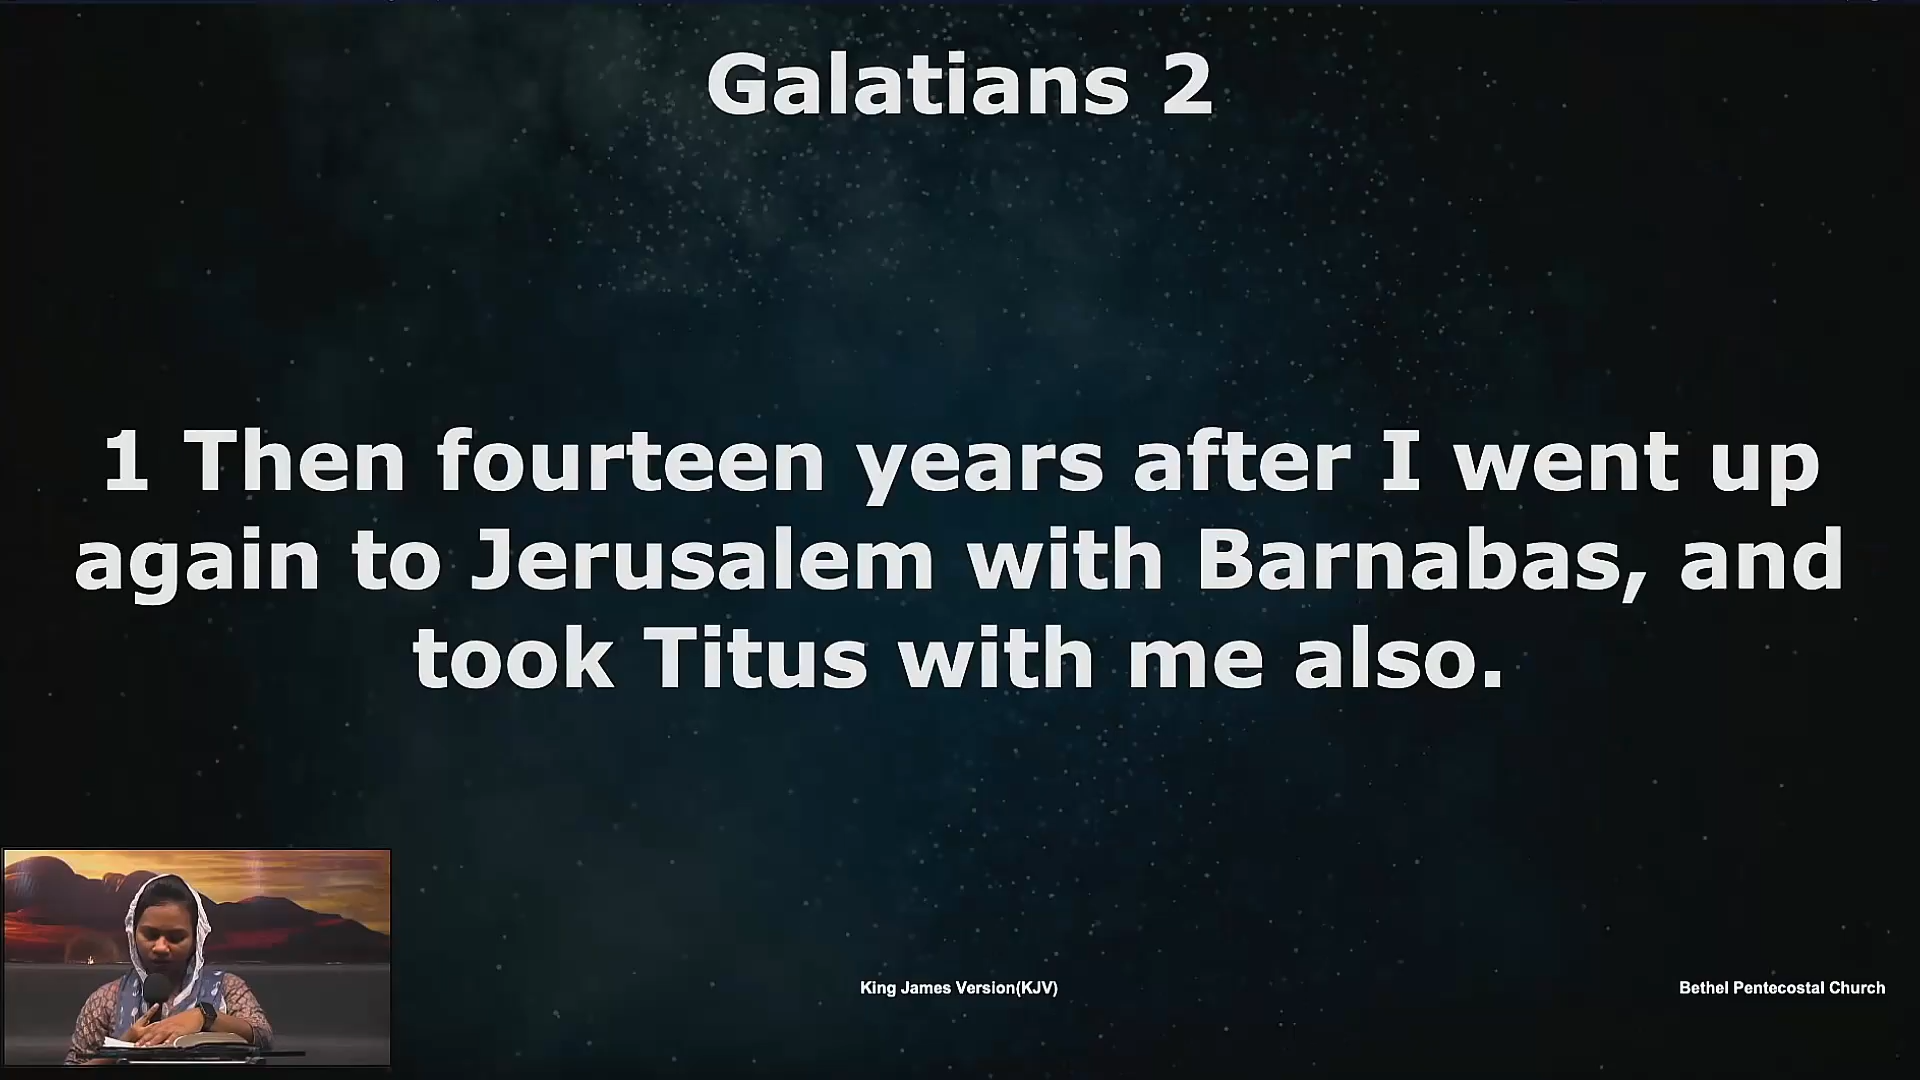 Galatians 2
1 Then fourteen years after I went up
again to Jerusalem with Barnabas, and
took Titus with me also.
King James Version(KJV)
Bethel Pentecostal Church